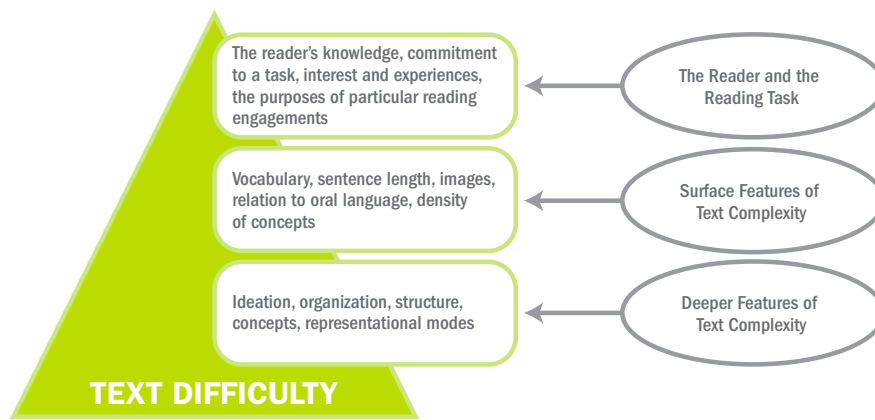 The reader’s knowledge, commitment
to a task, interest and experiences,
the purposes of particular reading
engagements
The Reader and the
Reading Task
Vocabulary, sentence length, images,
relation to oral language, density
of concepts
Surface Features of
Text Complexity
Ideation, organization, structure,
concepts, representational modes
Deeper Features of
Text Complexity
TEXT DIFFICULTY